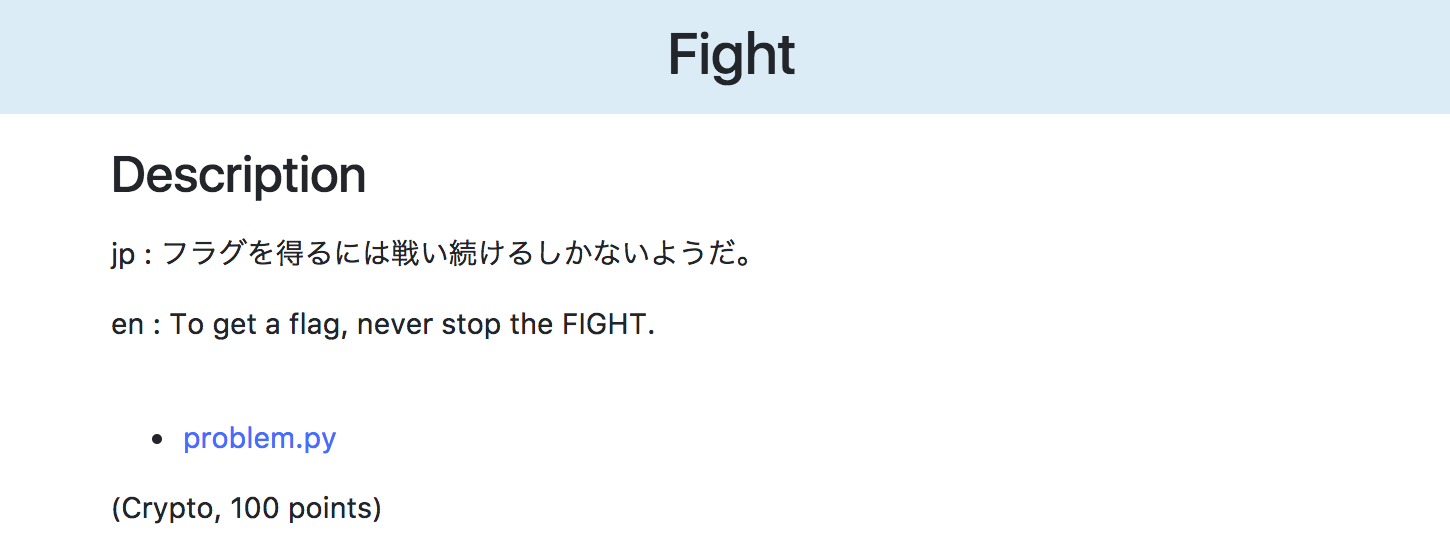 Fight
Description
jp : フラグを得るには戦い続けるしかないようだ。
en : To get a flag, never stop the FIGHT.
• problem.py
(Crypto, 100 points)